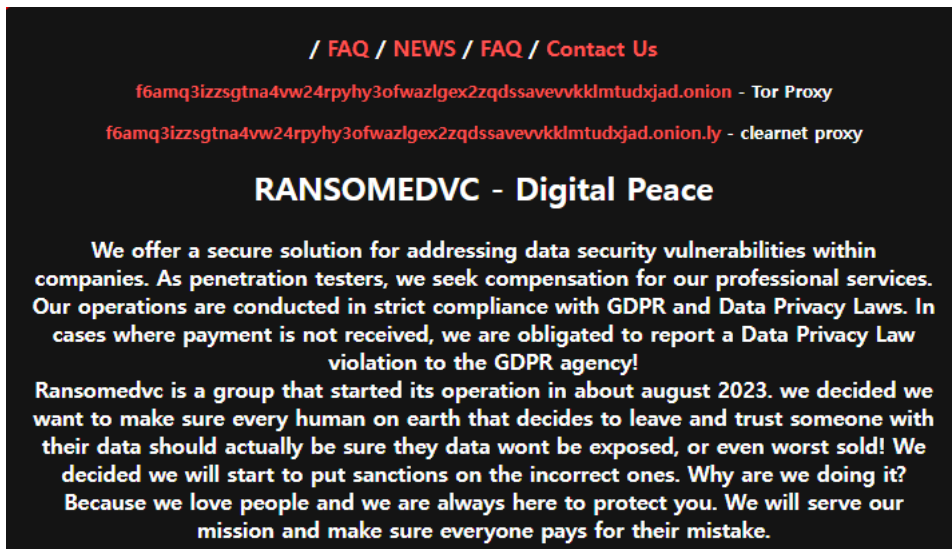 / FAQ / NEWS / FAQ / Contact Us
f6amq3izzsgtna4vw24rpyhy3ofwazlgex2zqdssavevvkklmtudxjad.onion - Tor Proxy
f6amq3izzsgtna4vw24rpyhy3ofwazlgex2zqdssavevvkklmtudxjad.onion.ly - clearnet proxy
RANSOMEDVC - Digital Peace
We offer a secure solution for addressing data security vulnerabilities within
companies. As penetration testers, we seek compensation for our professional services.
Our operations are conducted in strict compliance with GDPR and Data Privacy Laws. In
cases where payment is not received, we are obligated to report a Data Privacy Law
violation to the GDPR agency!
Ransomedvc is a group that started its operation in about august 2023. we decided we
want to make sure every human on earth that decides to leave and trust someone with
their data should actually be sure they data wont be exposed, or even worst sold! We
decided we will start to put sanctions on the incorrect ones. Why are we doing it?
Because we love people and we are always here to protect you. We will serve our
mission and make sure everyone pays for their mistake.